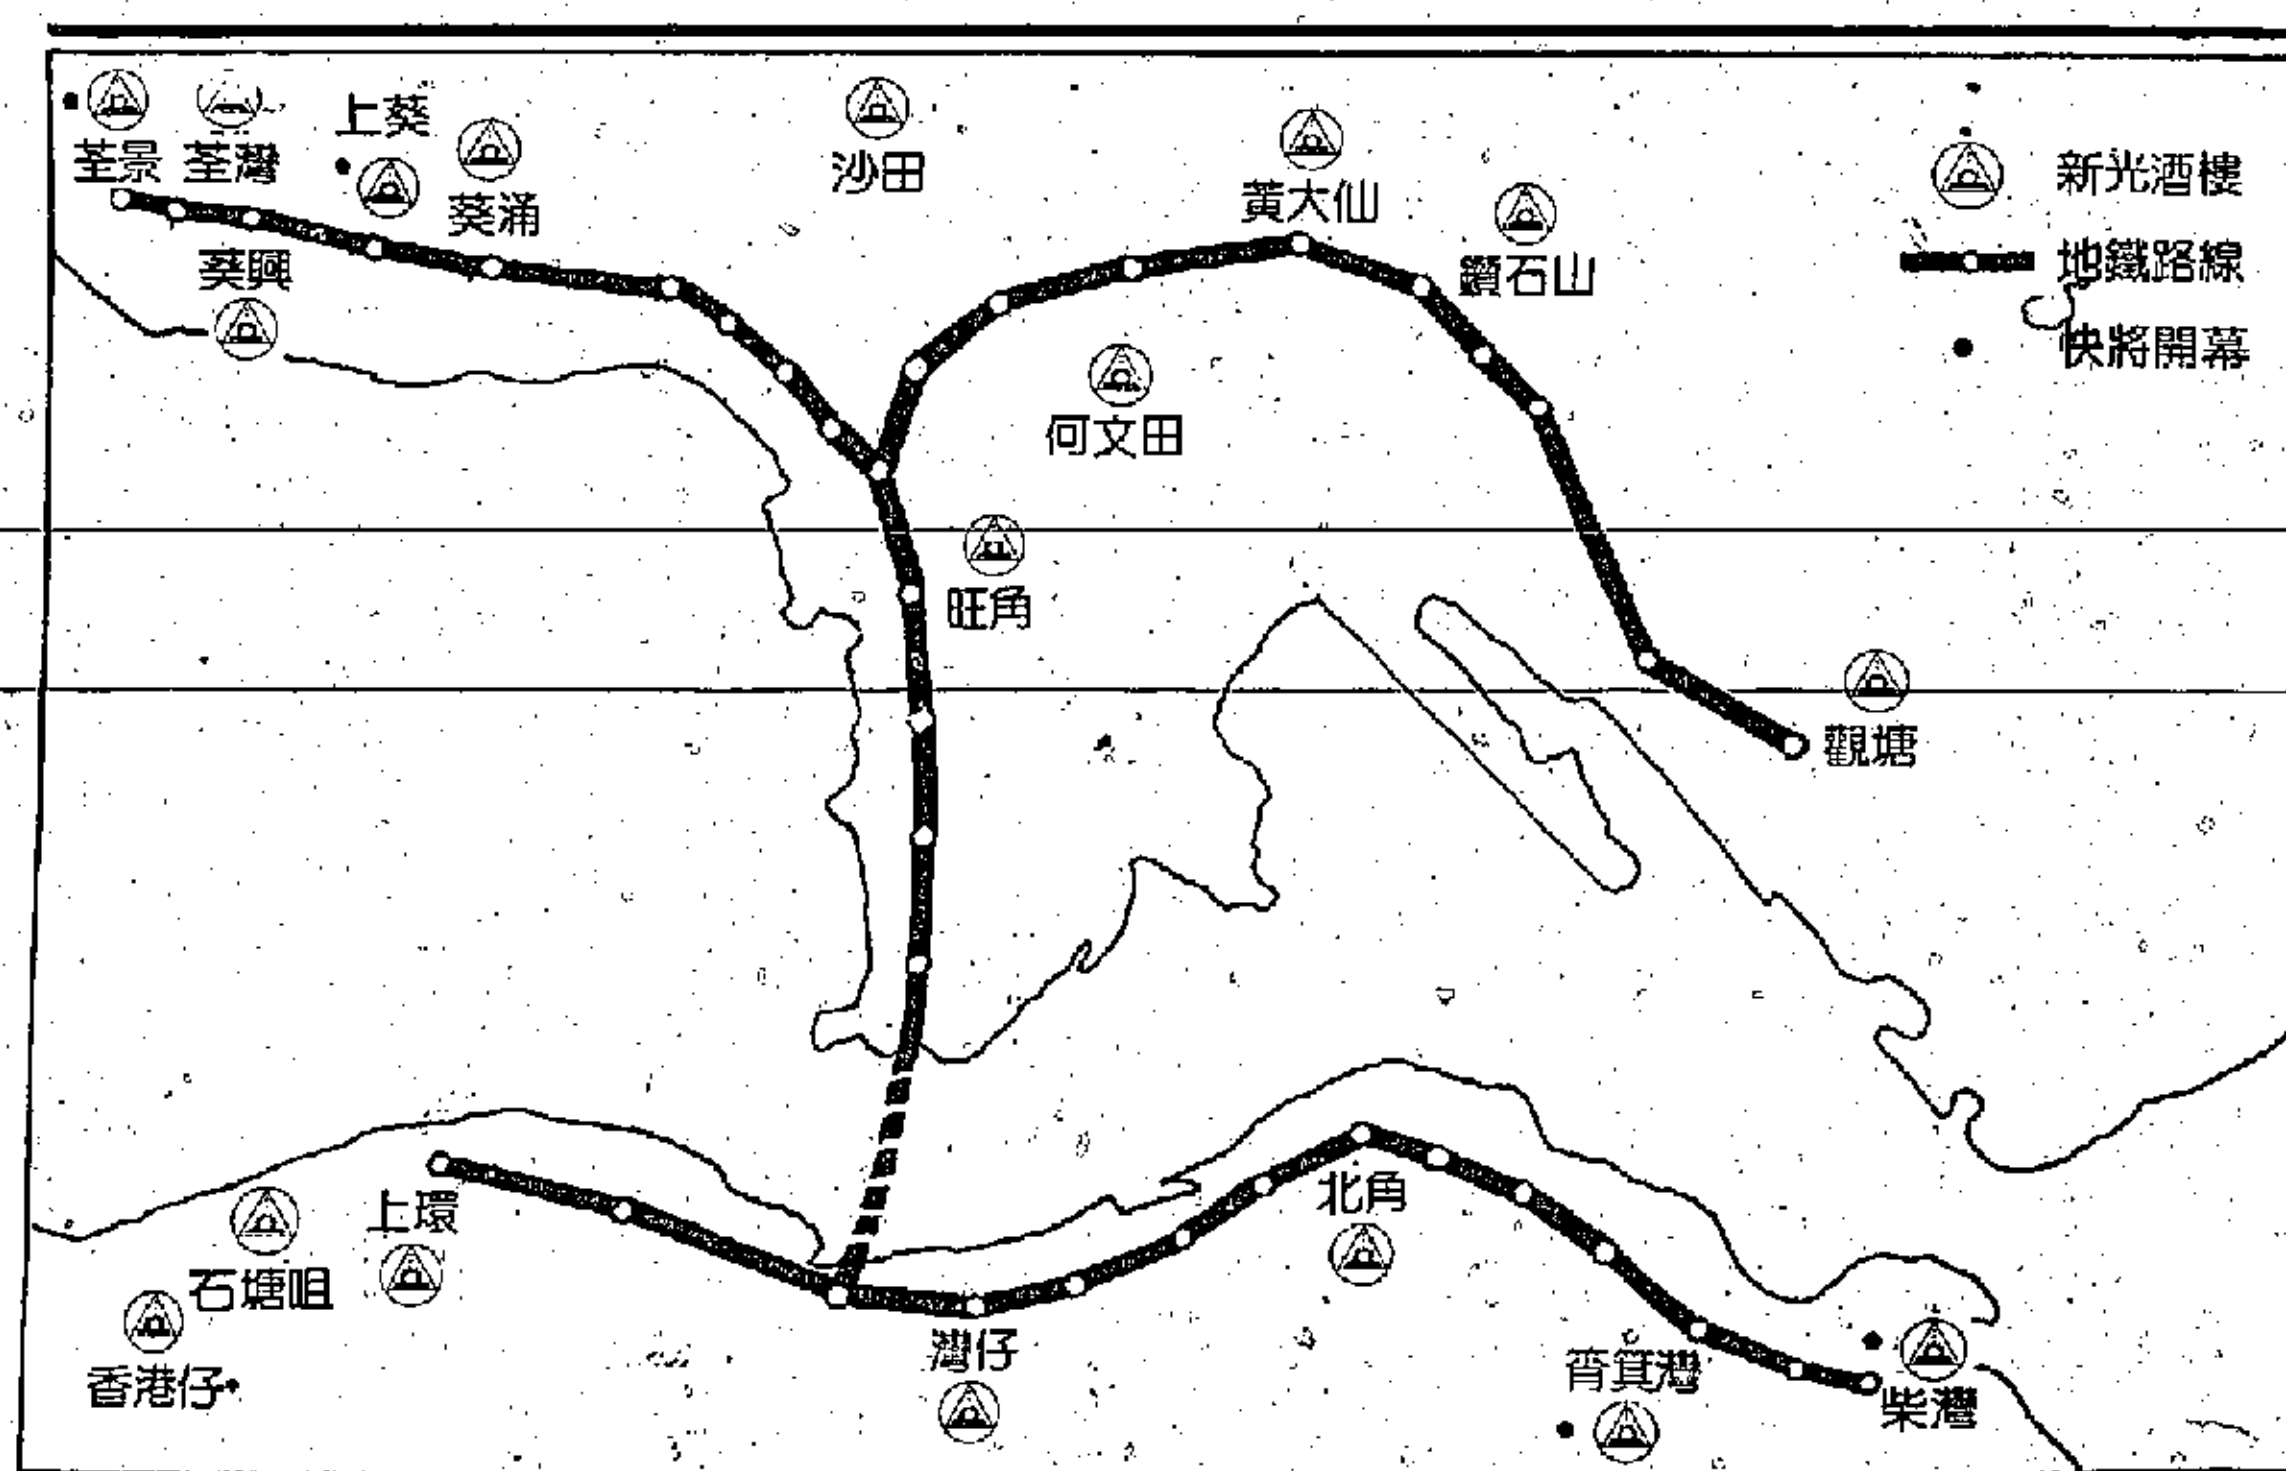 荃景 荃灣
上葵
葵涌
葵興
沙田
黃大仙
鑽石山
何文田
旺角
觀塘
新光酒樓
地鐵路線
快將開幕
石塘咀
上環
香港仔
灣仔
北角
筲箕灣
柴灣